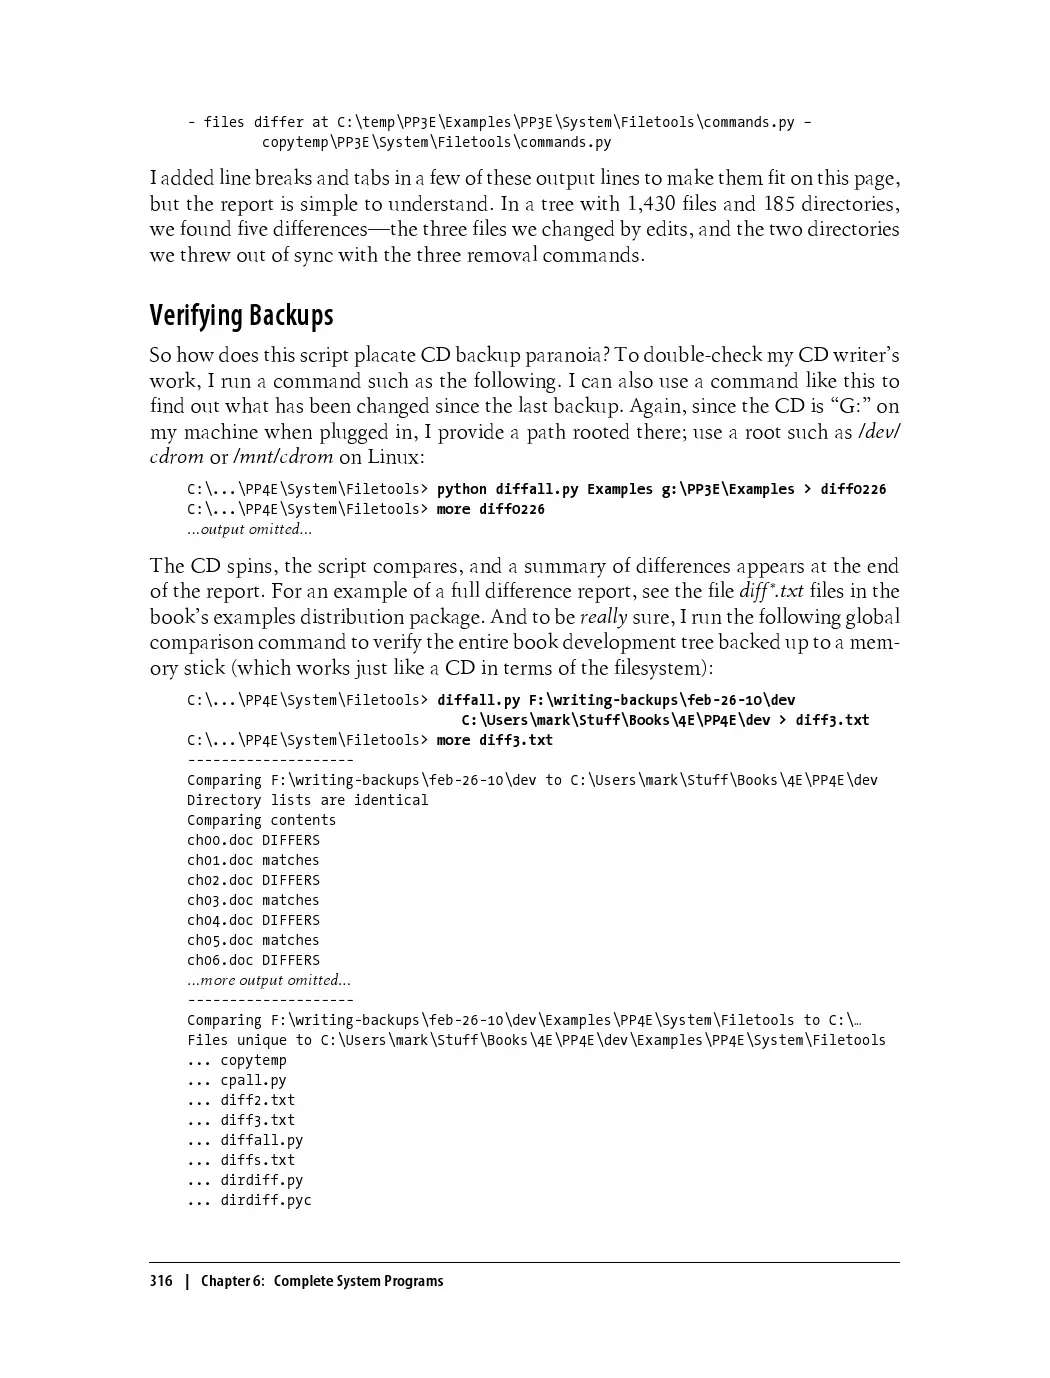 - files differ at C:\temp\PP3E\Examples\PP3E\System\Filetools\commands.py –
copytemp\PP3E\System\Filetools\commands.py
I added line breaks and tabs in a few of these output lines to make them fit on this page,
but the report is simple to understand. In a tree with 1,430 files and 185 directories,
we found five differences—the three files we changed by edits, and the two directories
we threw out of sync with the three removal commands.
Verifying Backups
So how does this script placate CD backup paranoia? To double-check my CD writer’s
work, I run a command such as the following. I can also use a command like this to
find out what has been changed since the last backup. Again, since the CD is “G:” on
my machine when plugged in, I provide a path rooted there; use a root such as /dev/
cdrom or /mnt/cdrom on Linux:
C:\...\PP4E\System\Filetools> python diffall.py Examples g:\PP3E\Examples > diff0226
C:\...\PP4E\System\Filetools> more diff0226
...output omitted...
The CD spins, the script compares, and a summary of differences appears at the end
of the report. For an example of a full difference report, see the file diff*.txt files in the
book’s examples distribution package. And to be really sure, I run the following global
comparison command to verify the entire book development tree backed up to a mem-
ory stick (which works just like a CD in terms of the filesystem):
C:\...\PP4E\System\Filetools> diffall.py F:\writing-backups\feb-26-10\dev
C:\Users\mark\Stuff\Books\4E\PP4E\dev > diff3.txt
C:\...\PP4E\System\Filetools> more diff3.txt
--------------------
Comparing F:\writing-backups\feb-26-10\dev to C:\Users\mark\Stuff\Books\4E\PP4E\dev
Directory lists are identical
Comparing contents
ch00.doc DIFFERS
ch01.doc matches
ch02.doc DIFFERS
ch03.doc matches
ch04.doc DIFFERS
ch05.doc matches
ch06.doc DIFFERS
...more output omitted...
--------------------
Comparing F:\writing-backups\feb-26-10\dev\Examples\PP4E\System\Filetools to C:\…
Files unique to C:\Users\mark\Stuff\Books\4E\PP4E\dev\Examples\PP4E\System\Filetools
... copytemp
... cpall.py
... diff2.txt
... diff3.txt
... diffall.py
... diffs.txt
... dirdiff.py
... dirdiff.pyc
316 | Chapter 6: Complete System Programs